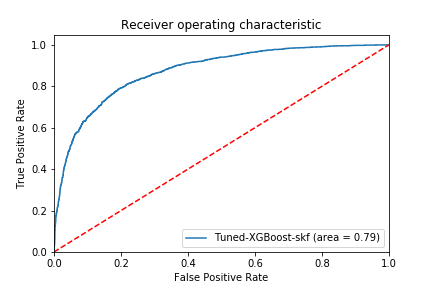 Receiver operating characteristic
True Positive Rate
1.0
0.8
0.6
0.4
0.2
0.0
Tuned-XGBoost-skf (area = 0.79)
0.0 0.2 0.4 0.6 0.8 1.0
False Positive Rate